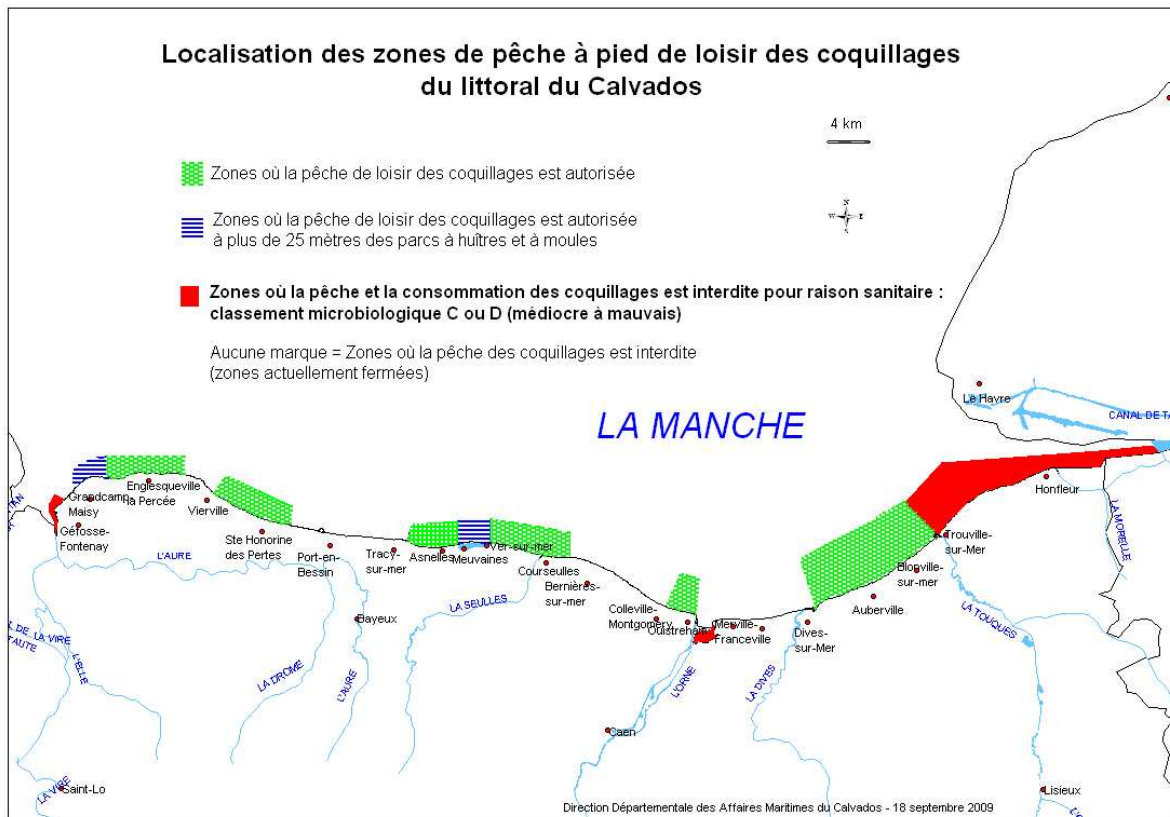 Localisation des zones de pêche à pied de loisir des coquillages
du littoral du Calvados
4 km
Zones où la pêche de loisir des coquillages est autorisée
Zones où la pêche de loisir des coquillages est autorisée
à plus de 25 mètres des parcs à huîtres et à moules
N
W
E
S
Zones où la pêche et la consommation des coquillages est interdite pour raison sanitaire :
classement microbiologique C ou D (médiocre à mauvais)
Aucune marque = Zones où la pêche des coquillages est interdite
(zones actuellement fermées)
Le Havre
CANAL DE TA
LA MANCHE
Englesqueville
la Percée
Grandcamp-
Maisy
Vierville
Honfleur
Géfosse-
Fontenay
Ste Honorine
des Pertes
Port-en-
Bessin
Tracy-
sur-mer
Asnelles
Meuvaines
Ver-sur-mer
Courseulles
Bernières-
sur-mer
Trouville-
sur-Mer
LA MORELLE
L'AURE
Blonville-
sur-mer
Auberville
LA SEULLES
Colleville-
Montgomery
Ouistreham
Merville-
Franceville
Dives-
sur-Mer
LA TOUQUES
Bayeux
DE LA VIRE
TAUTE
L'ELLE
LA DROME
L'AURE
L'ORNE
LA DIVES
Caen
LA VIRE
Saint-Lo
Lisieux
Direction Départementale des Affaires Maritimes du Calvados - 18 septembre 2009